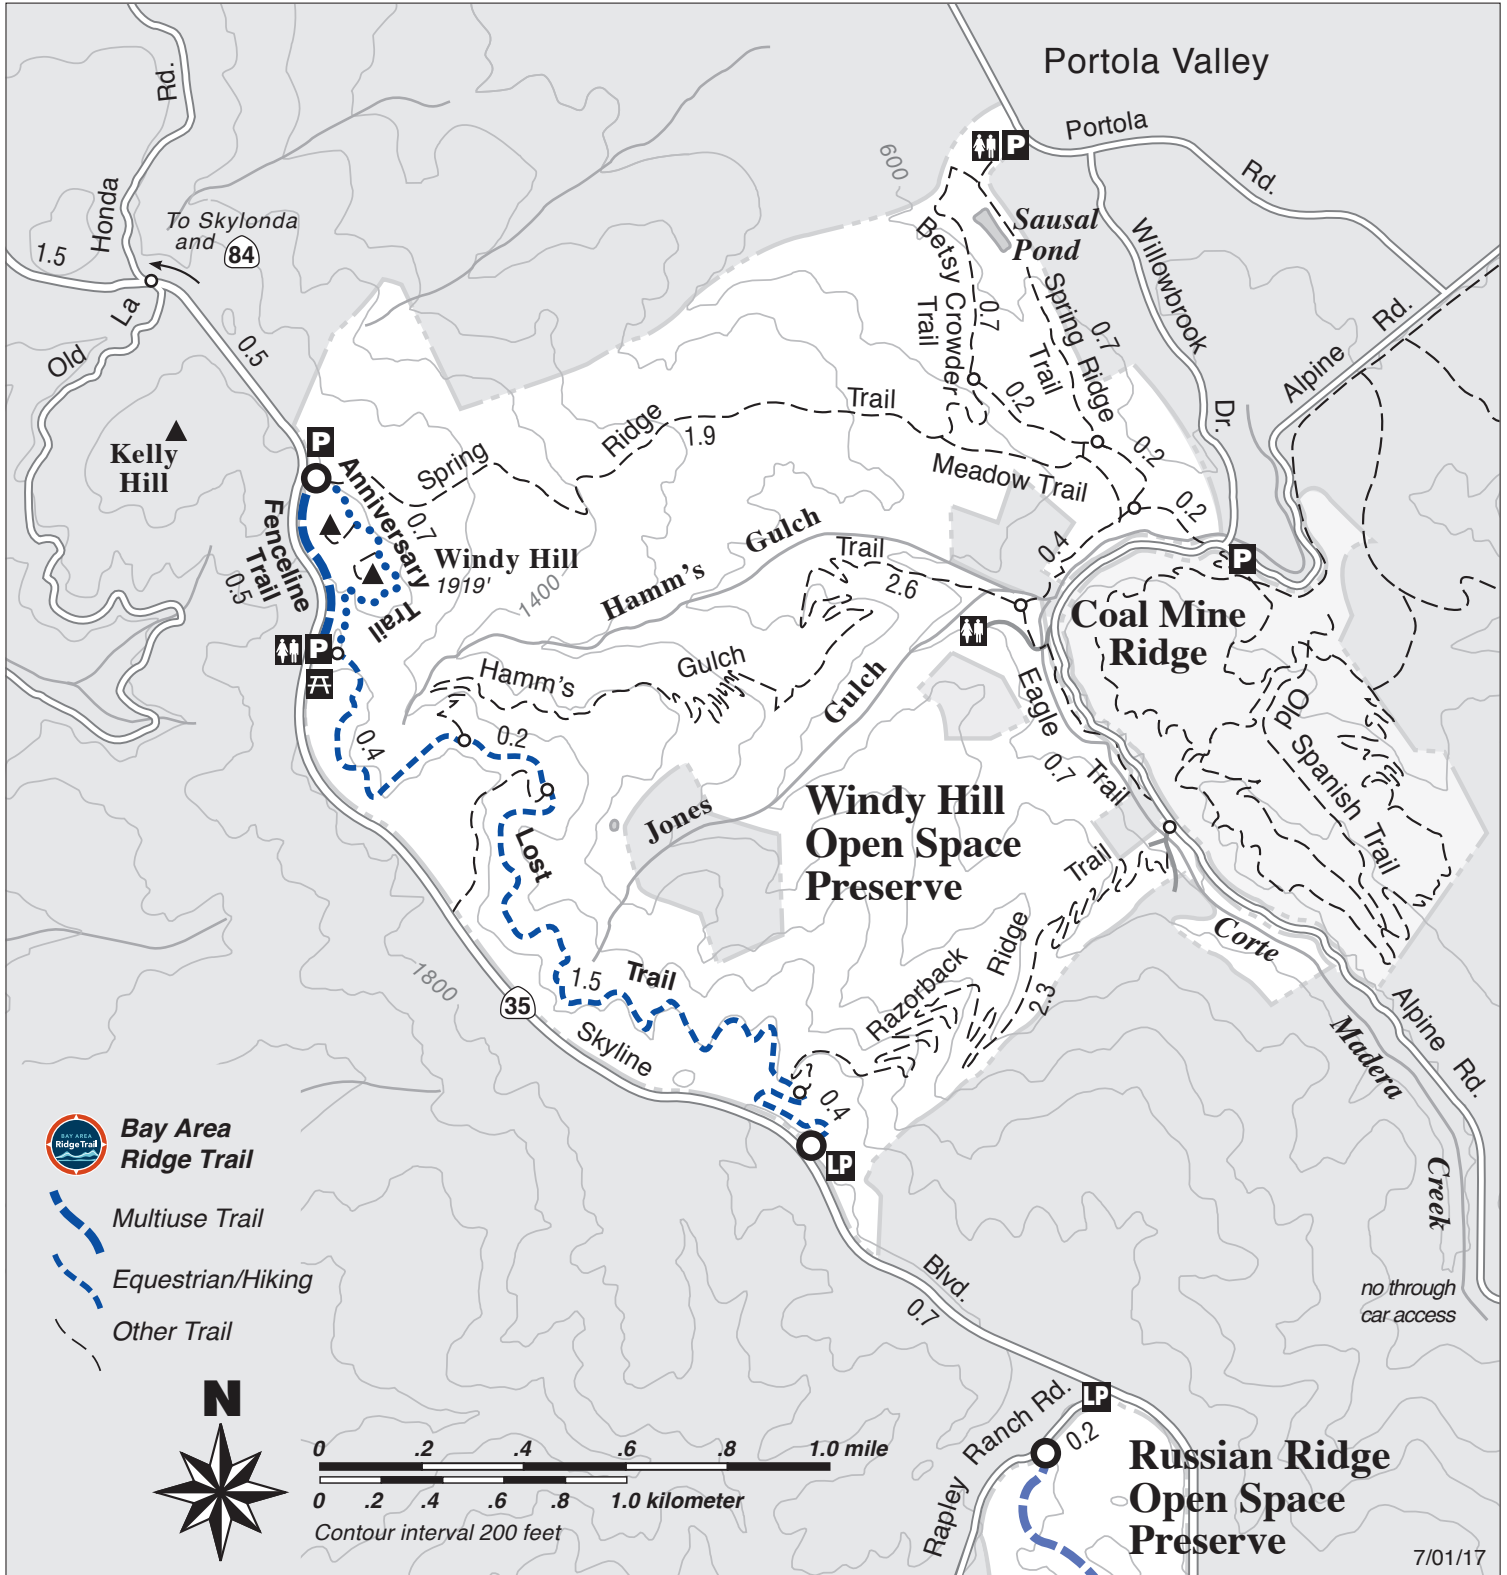 Portola Valley
Portola
Rd.
Rd.
Honda
La
Old
1.5
To Skylonda
and 84
0.5
600
P
Sausal
Pond
Betsy Crowder
Trail
0.7
Spring Ridge
Trail
0.7
Willowbrook
Dr.
Alpine
Rd.
0.2
0.2
0.2
Kelly
Hill
P
Spring
Ridge
Trail
1.9
Meadow Trail
Anniversary
Trail
0.7
Fenceline
Trail
0.5
Windy Hill
1919'
1400
Hamm's
Gulch
Trail
2.6
0.4
P
Coal Mine
Ridge
P
Hamm's
Gulch
Gulch
Jones
Eagle
Trail
0.7
Old
Spanish Trail
0.4
0.2
Lost
Trail
1.5
Windy Hill
Open Space
Preserve
Trail
Ridge
Razorback
2.3
Corte
Madera
Creek
Alpine
Rd.
1800
35
Skyline
0.4
LP
Blvd.
0.7
no through
car access
BAY AREA
RidgeTrail
Bay Area
Ridge Trail
Multiuse Trail
Equestrian/Hiking
Other Trail
N
0 .2 .4 .6 .8 1.0 mile
0 .2 .4 .6 .8 1.0 kilometer
Contour interval 200 feet
LP
Rapley Ranch Rd.
0.2
Russian Ridge
Open Space
Preserve
7/01/17